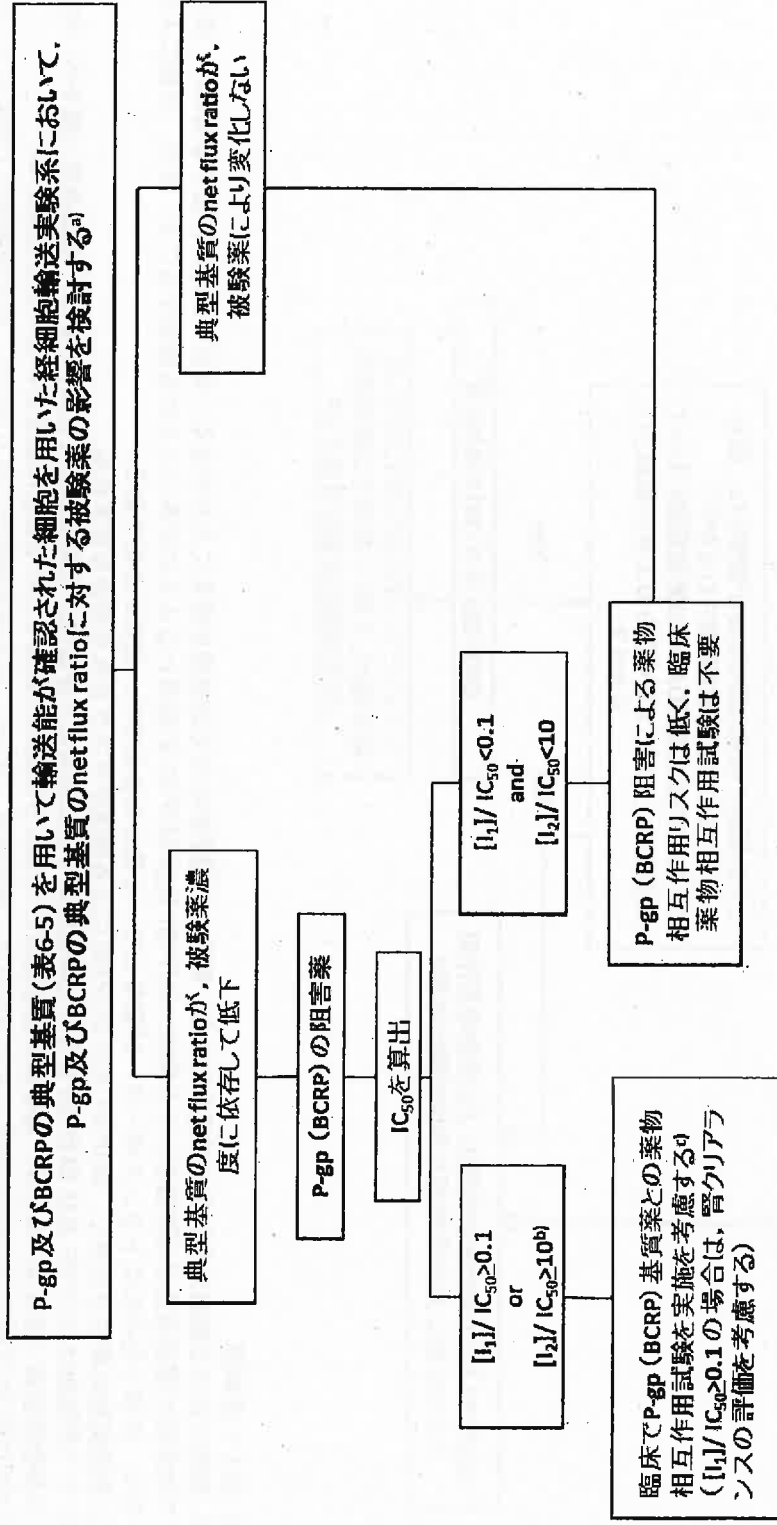 P-gp及びBCRPの典型基質(表6-5)を用いて輸送能が確認された細胞を用いた経細胞輸送実験系において,
P-gp及びBCRPの典型基質のnet flux ratioに対する被験薬の影響を検討するa)
典型基質のnet flux ratioが, 被験薬濃
度に依存して低下
典型基質のnet flux ratioが,
被験薬により変化しない
P-gp (BCRP) の阻害薬
IC50を算出
[I1]/ IC50≥0.1
or
[I2]/ IC50≥10b)
[I1]/ IC50<0.1
and
[I2]/ IC50<10
臨床でP-gp (BCRP) 基質薬との薬物
相互作用試験を実施を考慮するc)
([I1]/ IC50≥0.1 の場合は, 腎クリアラ
ンスの評価を考慮する)
P-gp (BCRP) 阻害による薬物
相互作用リスクは低く, 臨床
薬物相互作用試験は不要